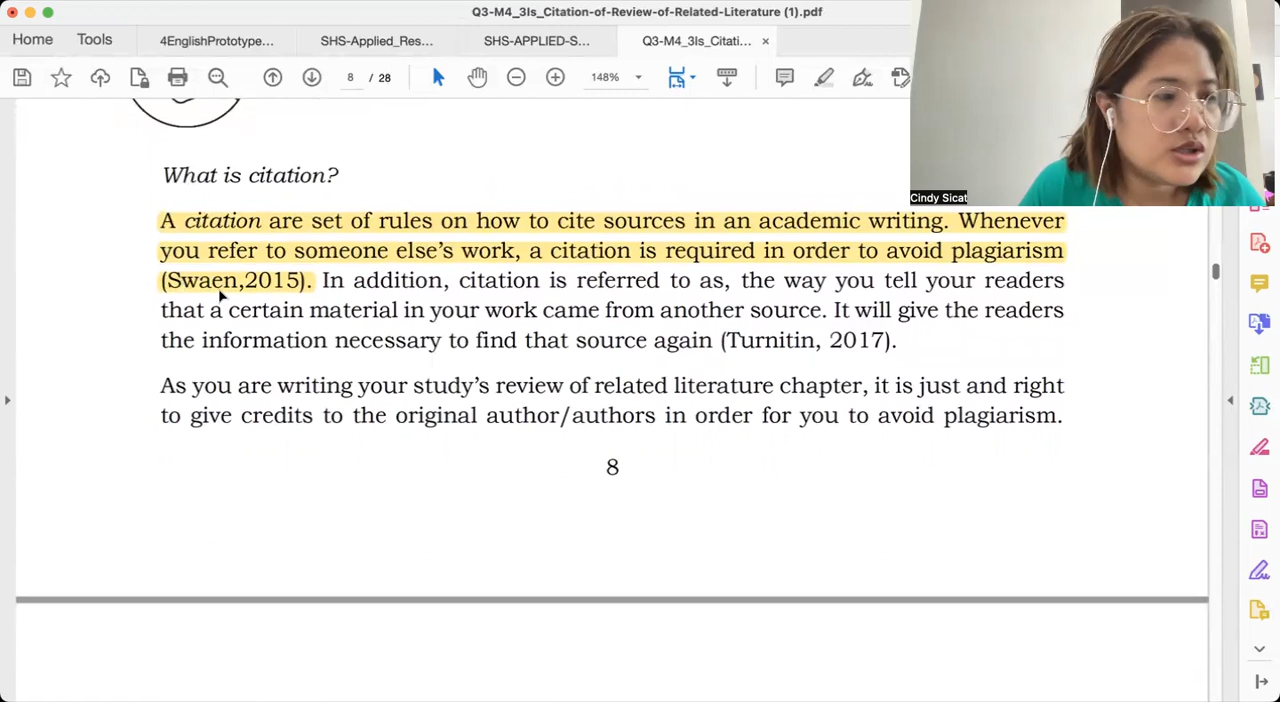 Q3-M4_3Is_Citation-of-Review-of-Related-Literature (1).pdf
Home Tools 4EnglishPrototype... SHS-Applied_Res... SHS-APPLIED-S... Q3-M4_3Is_Citati... ×
8 / 28 148%
Cindy Sicat
What is citation?
A citation are set of rules on how to cite sources in an academic writing. Whenever
you refer to someone else's work, a citation is required in order to avoid plagiarism
(Swaen,2015). In addition, citation is referred to as, the way you tell your readers
that a certain material in your work came from another source. It will give the readers
the information necessary to find that source again (Turnitin, 2017).
As you are writing your study's review of related literature chapter, it is just and right
to give credits to the original author/authors in order for you to avoid plagiarism.
8